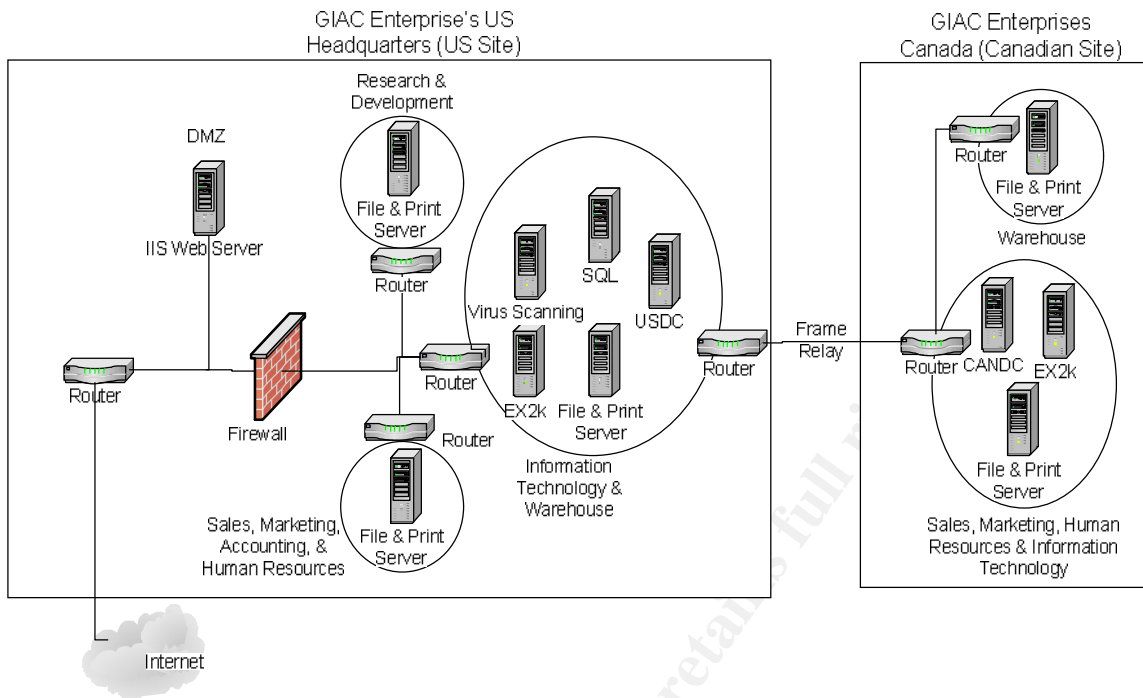 GIAC Enterprise's US
Headquarters (US Site)
GIAC Enterprises
Canada (Canadian Site)
Research &
Development
DMZ
IIS Web Server
File & Print
Server
Router
Virus Scanning
SQL
USDC
EX2k
File & Print
Server
Router
Router
Frame
Relay
Router
Firewall
Router
File & Print
Server
Sales, Marketing,
Accounting, &
Human Resources
Information
Technology &
Warehouse
Internet
Router
File & Print
Server
Warehouse
Router
CANDC
EX2k
File & Print
Server
Sales, Marketing, Human
Resources & Information
Technology
retains full